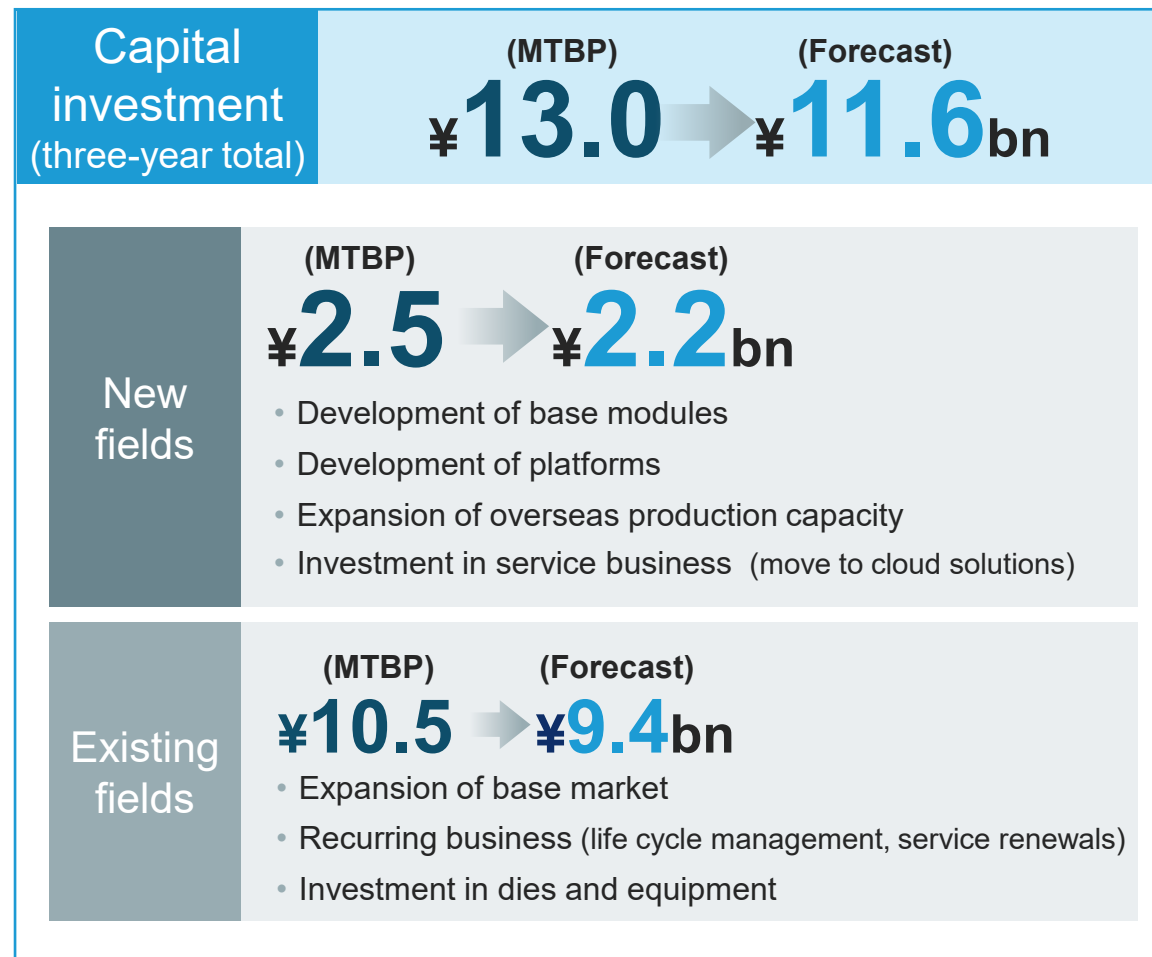 Capital
investment
(three-year total)
(MTBP) (Forecast)
¥13.0 ¥11.6bn
New
fields
(MTBP) (Forecast)
¥2.5 ¥2.2bn
• Development of base modules
• Development of platforms
• Expansion of overseas production capacity
• Investment in service business (move to cloud solutions)
Existing
fields
(MTBP) (Forecast)
¥10.5 ¥9.4bn
• Expansion of base market
• Recurring business (life cycle management, service renewals)
• Investment in dies and equipment